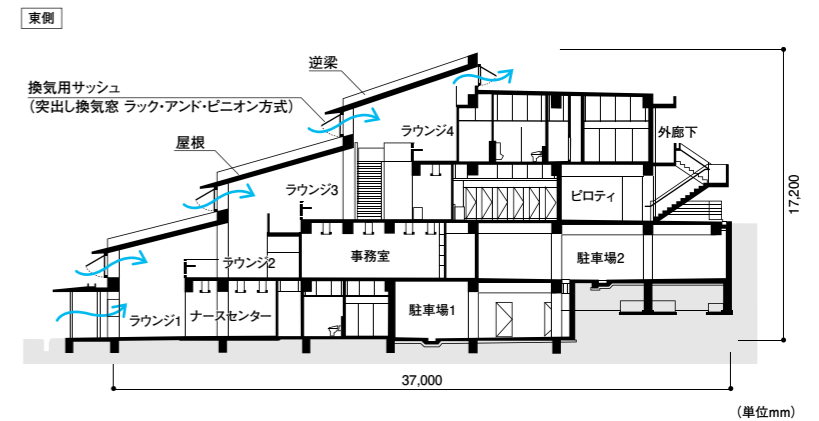 東側
逆梁
換気用サッシュ
（突出し換気窓 ラック・アンド・ピニオン方式）
屋根
ラウンジ4
外廊下
ラウンジ3
ピロティ
17,200
ラウンジ2
事務室
駐車場2
ラウンジ1
ナースセンター
駐車場1
37,000
（単位mm）